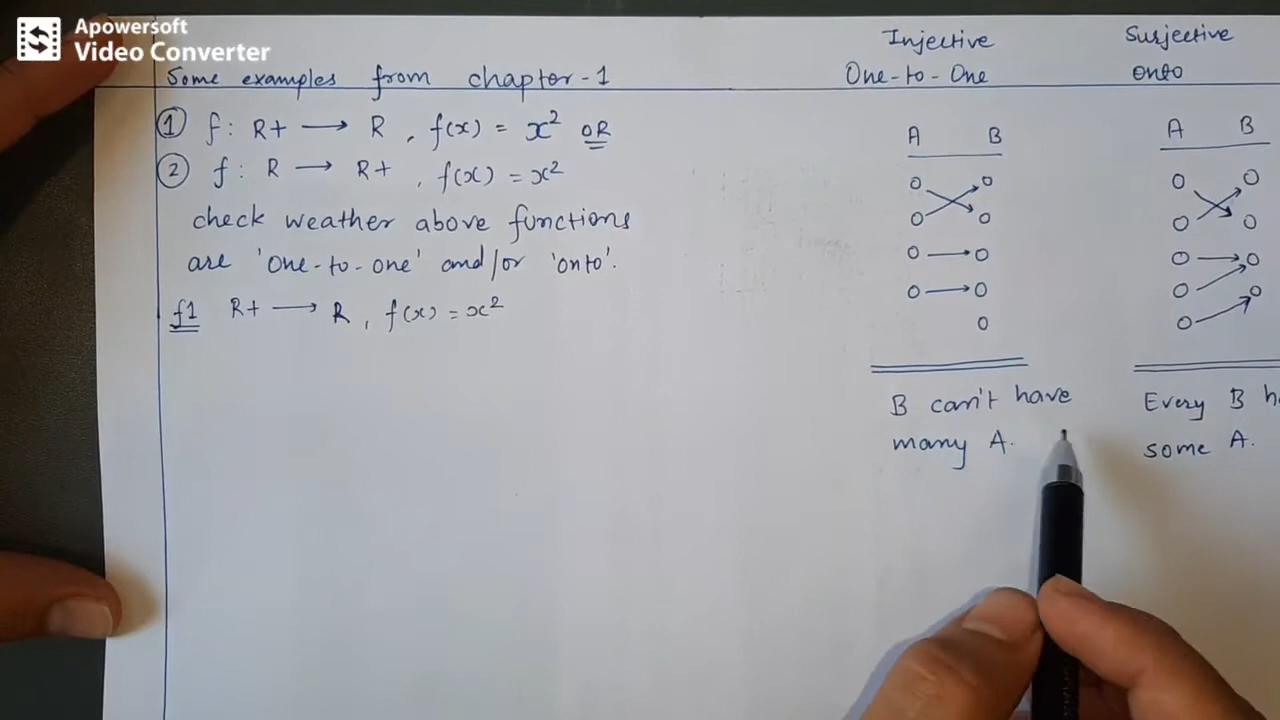 Apowersoft
Video Converter
Some examples from chapter-1
① f: R+ → R, f(x) = x² OR
② f: R → R+, f(x) = x²
check weather above functions
are 'one-to-one' and/or 'onto'.
f1 R+ → R, f(x) = x²
Injective
One-to-One
A B
B can't have
many A.
Surjective
onto
A B
Every B
some A.